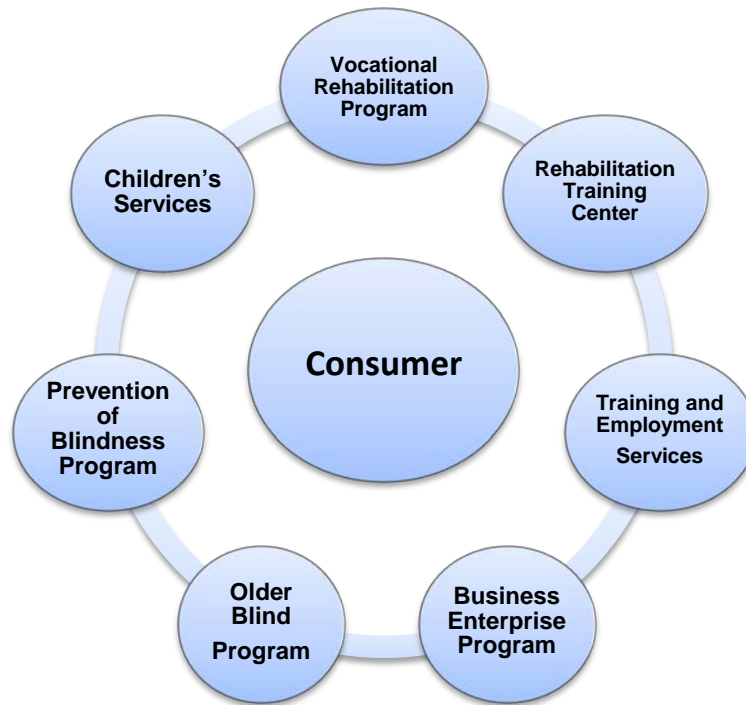 Vocational
Rehabilitation
Program
Rehabilitation
Training
Center
Training and
Employment
Services
Business
Enterprise
Program
Older
Blind
Program
Prevention
of
Blindness
Program
Children’s
Services
Consumer